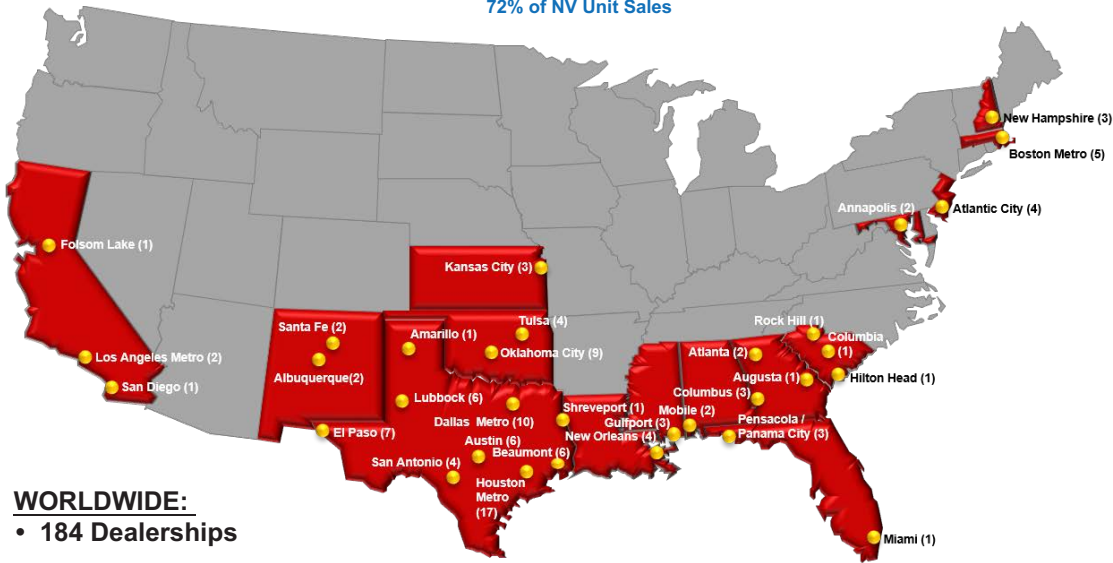 72% of NV Unit Sales
New Hampshire (3)
Boston Metro (5)
Annapolis (2)
Atlantic City (4)
Folsom Lake (1)
Kansas City (3)
Santa Fe (2)
Amarillo (1)
Tulsa (4)
Rock Hill (1)
Columbia
(1)
Los Angeles Metro (2)
Oklahoma City (9)
Atlanta (2)
Albuquerque(2)
San Diego (1)
Augusta (1)
Hilton Head (1)
Lubbock (6)
Columbus (3)
Shreveport (1)
Mobile (2)
Dallas Metro (10)
Gulfport (3)
Pensacola /
Panama City (3)
El Paso (7)
New Orleans (4)
Austin (6)
Beaumont (6)
San Antonio (4)
Houston
Metro
(17)
WORLDWIDE:
• 184 Dealerships
Miami (1)